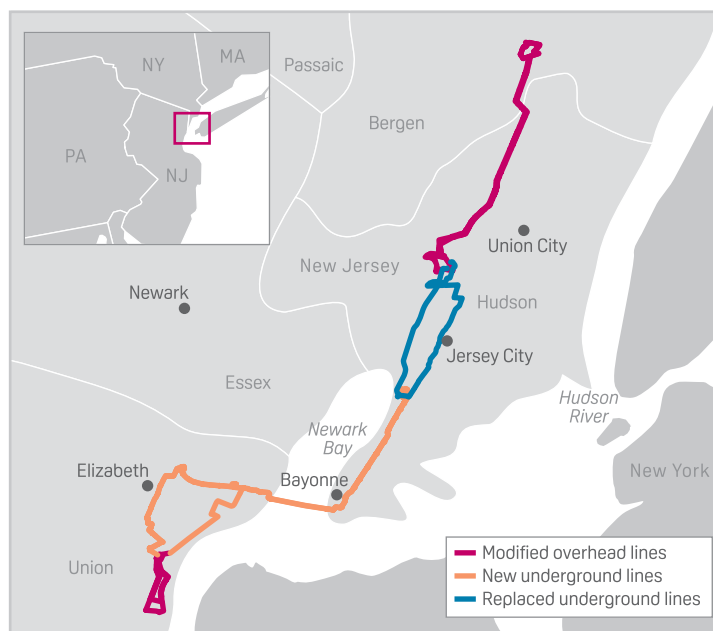 NY
MA
PA
NJ
Passaic
Bergen
Union City
New Jersey
Newark
Hudson
Jersey City
Essex
Hudson
River
Newark
Bay
Elizabeth
Bayonne
New York
Union
Modified overhead lines
New underground lines
Replaced underground lines